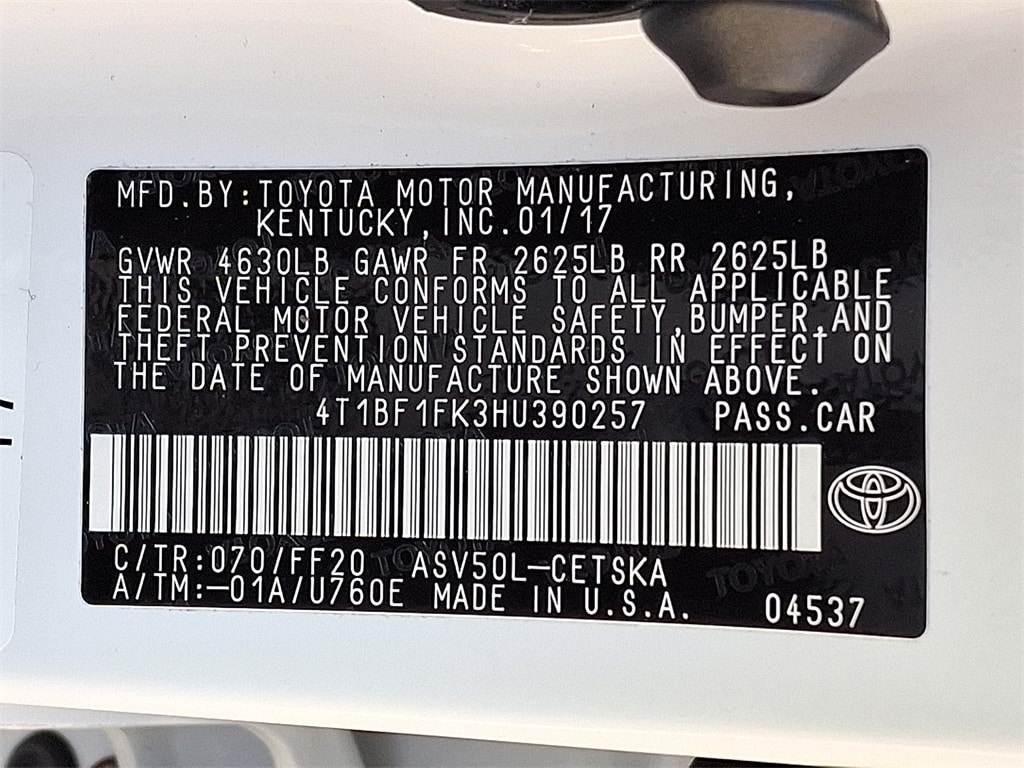 MFD.BY:TOYOTA MOTOR MANUFACTURING,
KENTUCKY,INC.01/17
GVWR 4630LB GAWR FR 2625LB RR 2625LB
THIS VEHICLE CONFORMS TO ALL APPLICABLE
FEDERAL MOTOR VEHICLE SAFETY,BUMPER,AND
THEFT PREVENTION STANDARDS IN EFFECT ON
THE DATE OF MANUFACTURE SHOWN ABOVE.
4T1BF1FK3HU390257 PASS.CAR
C/TR:070/FF20 ASV50L-CETSKA
A/TM:-01A/U760E MADE IN U.S.A. 04537
TOYOTA